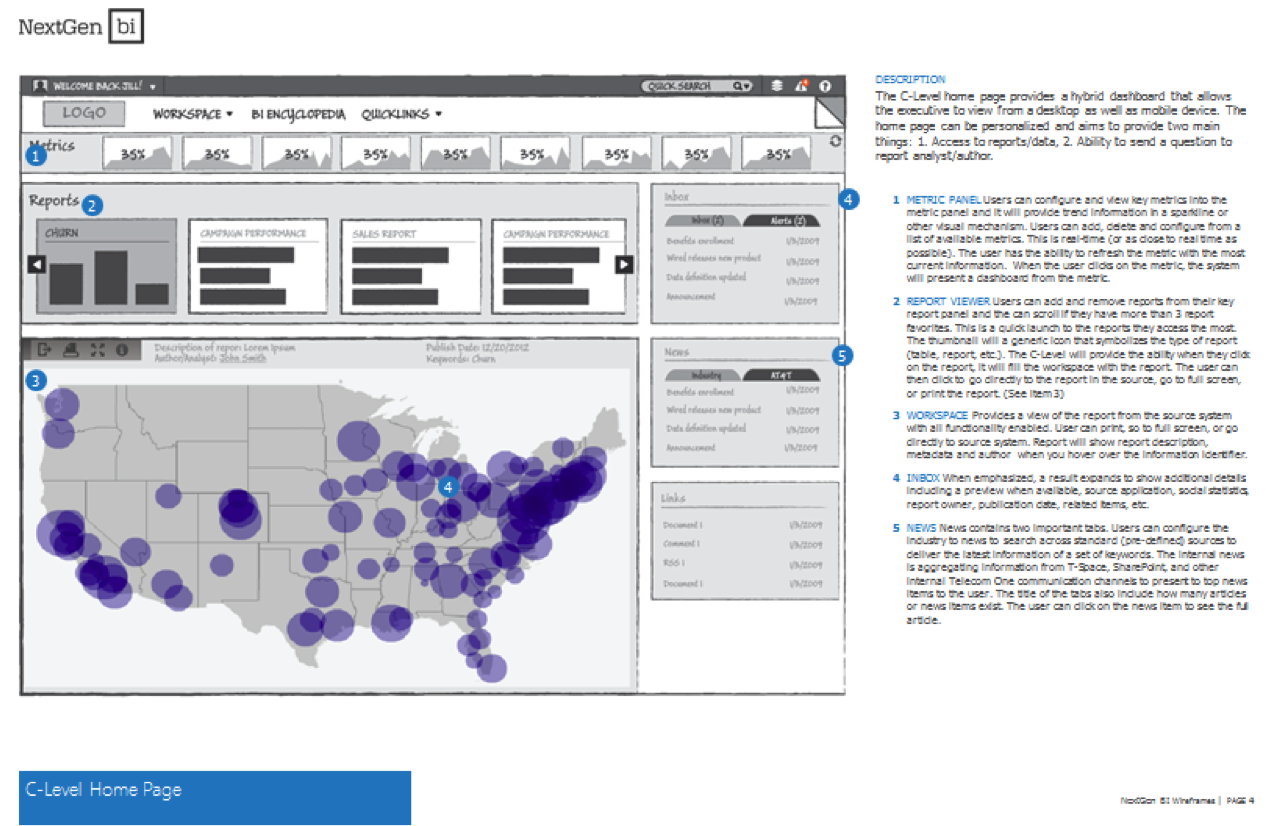 NextGen bi
WELCOME BACK JILL!
QUICK SEARCH
LOGO
WORKSPACE
BI ENCYCLOPEDIA
QUICKLINKS
Metrics
1
35%
35%
35%
35%
35%
35%
35%
35%
35%
Reports
2
CHURN
CAMPAIGN PERFORMANCE
SALES REPORT
CAMPAIGN PERFORMANCE
Description of repor: Lorem Ipsum
Author/Analyst: John Smith
Publish Date: 12/20/2012
Keywords: Churn
3
4
4
Inbox
Inbox (2)
Alerts (2)
Benefits enrollment 1/3/2009
Wired releases new product 1/3/2009
Data definition updated 1/3/2009
Announcement 1/3/2009
5
News
Industry
AT&T
Benefits enrollment 1/3/2009
Wired releases new product 1/3/2009
Data definition updated 1/3/2009
Announcement 1/3/2009
Links
Document 1 1/3/2009
Comment 1 1/3/2009
RSS 1 1/3/2009
Document 1 1/3/2009
DESCRIPTION
The C-Level home page provides a hybrid dashboard that allows
the executive to view from a desktop as well as mobile device. The
home page can be personalized and aims to provide two main
things: 1. Access to reports/data, 2. Ability to send a question to
report analyst/author.
1 METRIC PANEL Users can configure and view key metrics into the
metric panel and it will provide trend information in a sparkline or
other visual mechanism. Users can add, delete and configure from a
list of available metrics. This is real-time (or as close to real time as
possible). The user has the ability to refresh the metric with the most
current information. When the user clicks on the metric, the system
will present a dashboard from the metric.
2 REPORT VIEWER Users can add and remove reports from their key
report panel and the can scroll if they have more than 3 report
favorites. This is a quick launch to the reports they access the most.
The thumbnail will a generic icon that symbolizes the type of report
(table, report, etc.). The C-Level will provide the ability when they click
on the report, it will fill the workspace with the report. The user can
then click to go directly to the report in the source, go to full screen,
or print the report. (See item 3)
3 WORKSPACE Provides a view of the report from the source system
with all functionality enabled. User can print, so to full screen, or go
directly to source system. Report will show report description,
metadata and author when you hover over the information identifier.
4 INBOX When emphasized, a result expands to show additional details
including a preview when available, source application, social statistics,
report owner, publication date, related items, etc.
5 NEWS News contains two important tabs. Users can configure the
industry to news to search across standard (pre-defined) sources to
deliver the latest information of a set of keywords. The internal news
is aggregating information from T-Space, SharePoint, and other
internal Telecom One communication channels to present to top news
items to the user. The title of the tabs also include how many articles
or news items exist. The user can click on the news item to see the full
article.
C-Level Home Page
NextGen BI Wireframes | PAGE 4